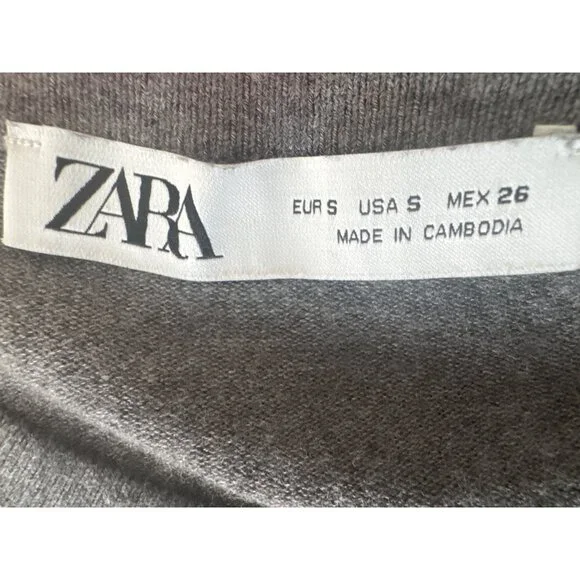 ZARA
EUR S USA S MEX 26
MADE IN CAMBODIA